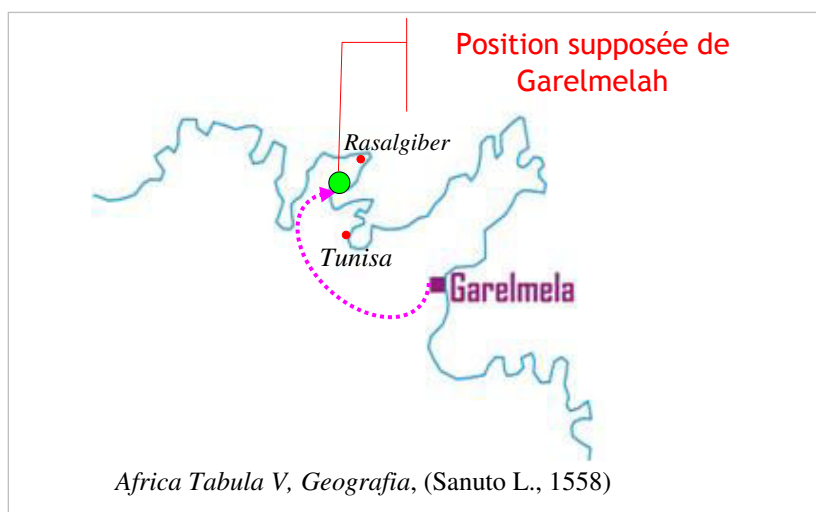 Position supposée de
Garelmelah
Rasalgiber
Tunisa
Garelmela
Africa Tabula V, Geografia, (Sanuto L., 1558)